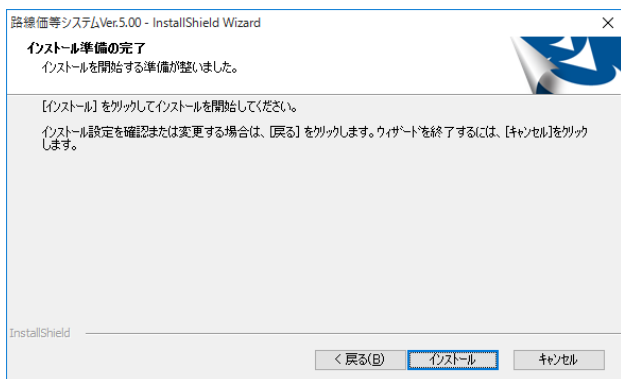 路線価等システムVer.5.00 - InstallShield Wizard
インストール準備の完了
インストールを開始する準備が整いました。
[インストール] をクリックしてインストールを開始してください。
インストール設定を確認または変更する場合は、[戻る] をクリックします。ウィザードを終了するには、[キャンセル]をクリック
します。
InstallShield
< 戻る(B)
インストール
キャンセル